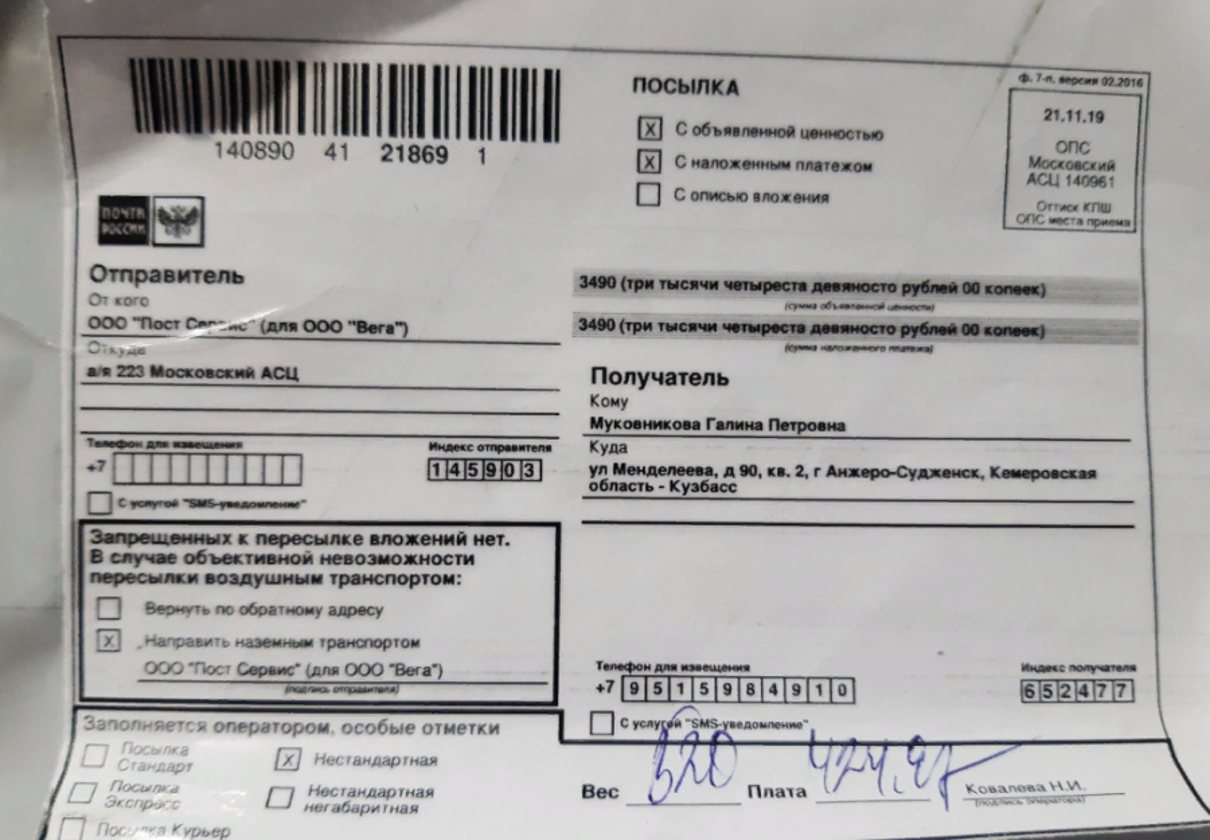 ф. 7-п. версия 02.2016
ПОСЫЛКА
X С объявленной ценностью
X С наложенным платежом
С описью вложения
21.11.19
ОПС
Московский
АСЦ 140961
Оттиск КПШ
ОПС места приема
140890 41 21869 1
ПОЧТА
РОССИИ
Отправитель
От кого
ООО "Пост Сервис" (для ООО "Вега")
Откуда
а/я 223 Московский АСЦ
Телефон для извещения
+7
Индекс отправителя
145903
С услугой "SMS-уведомление"
3490 (три тысячи четыреста девяносто рублей 00 копеек)
(сумма объявленной ценности)
3490 (три тысячи четыреста девяносто рублей 00 копеек)
(сумма наложенного платежа)
Получатель
Кому
Муковникова Галина Петровна
Куда
ул Менделеева, д 90, кв. 2, г Анжеро-Судженск, Кемеровская
область - Кузбасс
Запрещенных к пересылке вложений нет.
В случае объективной невозможности
пересылки воздушным транспортом:
Вернуть по обратному адресу
X Направить наземным транспортом
ООО "Пост Сервис" (для ООО "Вега")
(подпись отправителя)
Телефон для извещения
+7 9515984910
Индекс получателя
652477
С услугой "SMS-уведомление"
Заполняется оператором, особые отметки
Посылка
Стандарт
X Нестандартная
Посылка
Экспресс
Нестандартная
негабаритная
Посылка Курьер
Вес Плата
Ковалева Н.И.
(подпись оператора)